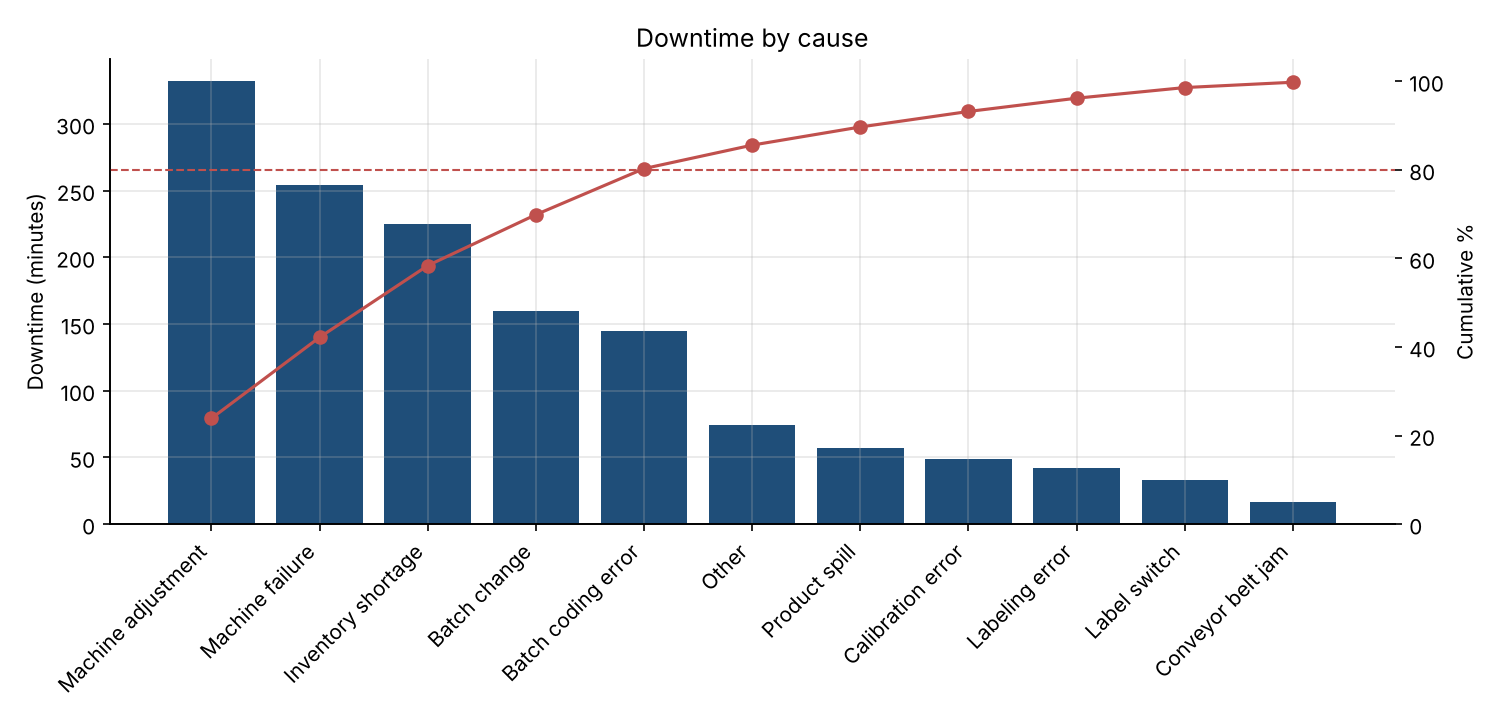 Downtime by cause
Downtime (minutes)
300
250
200
150
100
50
0
100
80
60
40
20
0
Cumulative %
Machine adjustment
Machine failure
Inventory shortage
Batch change
Batch coding error
Other
Product spill
Calibration error
Labeling error
Label switch
Conveyor belt jam